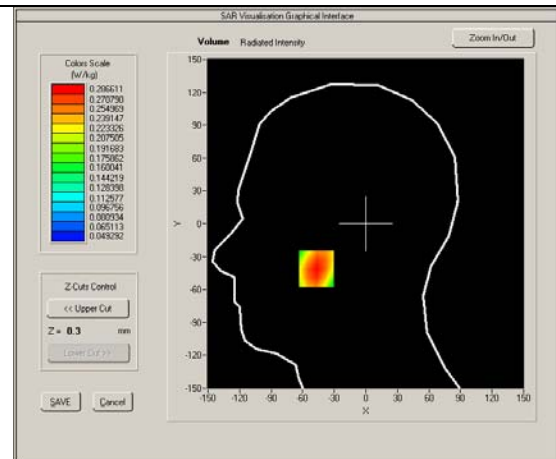 SAR Visualisation Graphical Interface
Volume Radiated Intensity
Zoom In/Out
Colors Scale
(W/kg)
0.286611
0.270790
0.254969
0.239147
0.223326
0.207505
0.191683
0.175862
0.160041
0.144219
0.128398
0.112577
0.096756
0.080934
0.065113
0.049292
Z-Cuts Control
<< Upper Cut
Z = 0.3 mm
Lower Cut >>
SAVE
Cancel
150
120
90
60
30
0
-30
-60
-90
-120
-150
Y
-150 -120 -90 -60 -30 0 30 60 90 120 150
X